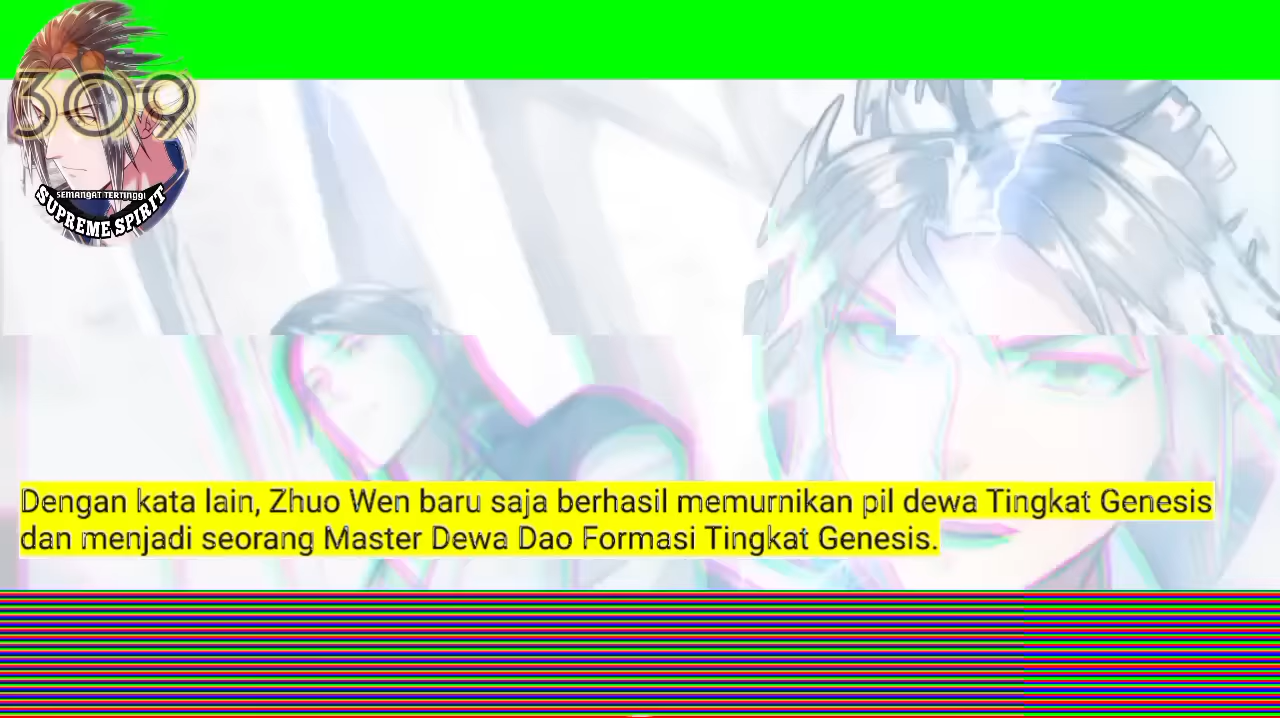 309
SEMANGAT TERTINGGI
SUPREME SPIRIT
Dengan kata lain, Zhuo Wen baru saja berhasil memurnikan pil dewa Tingkat Genesis
dan menjadi seorang Master Dewa Dao Formasi Tingkat Genesis.